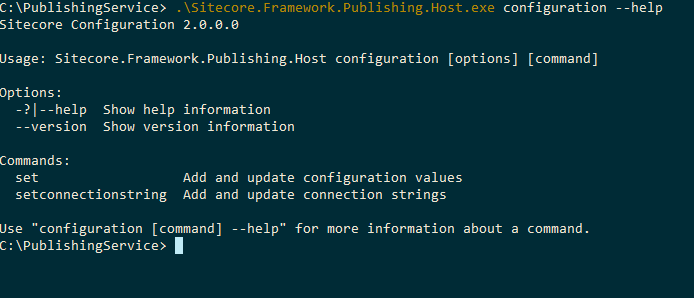 C:\PublishingService> .\Sitecore.Framework.Publishing.Host.exe configuration --help
Sitecore Configuration 2.0.0.0
Usage: Sitecore.Framework.Publishing.Host configuration [options] [command]
Options:
-?|--help  Show help information
--version  Show version information
Commands:
set                  Add and update configuration values
setconnectionstring  Add and update connection strings
Use "configuration [command] --help" for more information about a command.
C:\PublishingService>